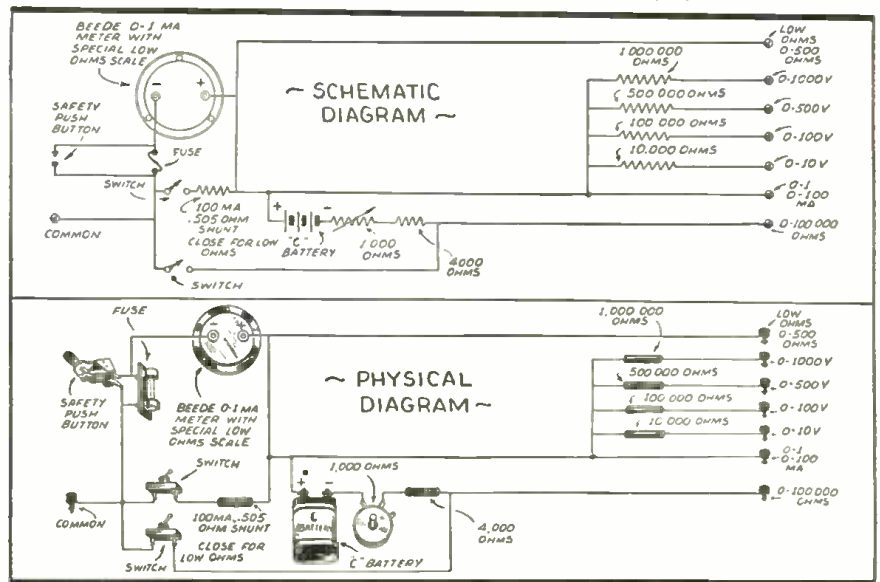 BEEDE 0-1 MA
METER WITH
SPECIAL LOW
OHMS SCALE
SAFETY
PUSH
BUTTON
FUSE
SWITCH
COMMON
~ SCHEMATIC
DIAGRAM ~
100 MA
.505 OHM
SHUNT
CLOSE FOR LOW
OHMS
+
-
"C"
BATTERY
1,000
OHMS
4000
OHMS
SWITCH
1,000 000
OHMS
500 000 OHMS
100 000 OHMS
10,000 OHMS
LOW
OHMS
0-500
OHMS
0-1000V
0-500V
0-100V
0-10V
0-1
0-100
MA
0-100 000
OHMS
FUSE
SAFETY
PUSH
BUTTON
BEEDE 0-1 MA
METER WITH
SPECIAL LOW
OHMS SCALE
~ PHYSICAL
DIAGRAM ~
SWITCH
COMMON
100MA, .505
OHM SHUNT
CLOSE FOR
LOW OHMS
SWITCH
1,000 OHMS
+ -
C
BATTERY
"C" BATTERY
4,000
OHMS
1,000 000
OHMS
500 000 OHMS
100 000 OHMS
10 000 OHMS
LOW
OHMS
0-500
OHMS
0-1000V
0-500V
0-100V
0-10V
0-1
0-100
MA
0-100 000
OHMS